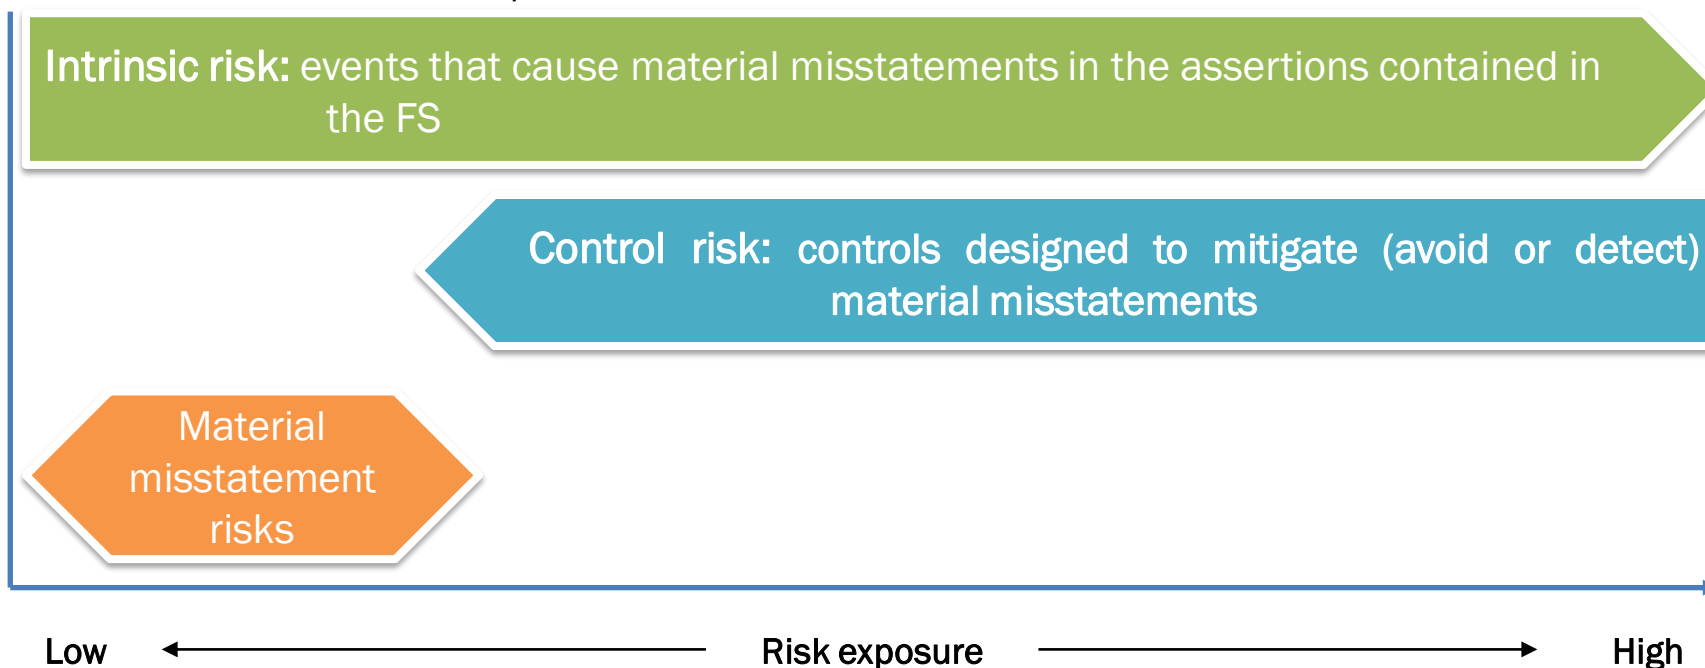 Intrinsic risk: events that cause material misstatements in the assertions contained in
the FS
Control risk: controls designed to mitigate (avoid or detect)
material misstatements
Material
misstatement
risks
Low Risk exposure High